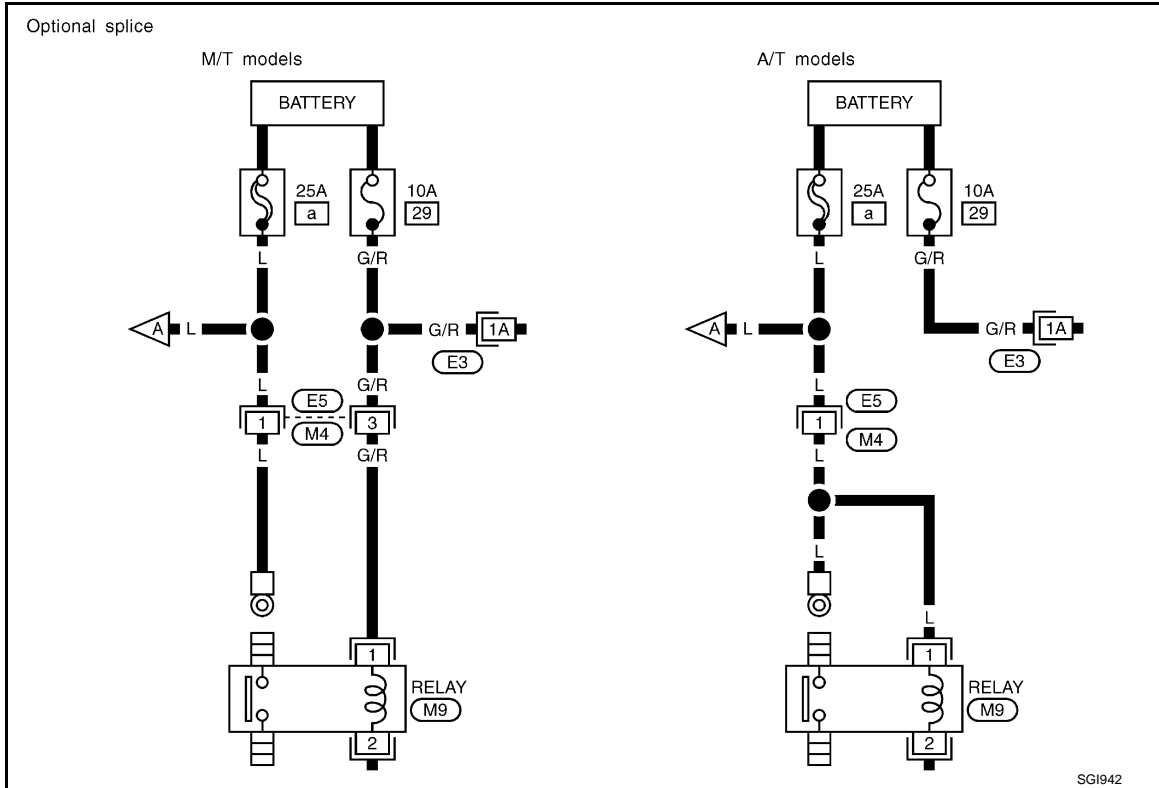 Optional splice
M/T models
BATTERY
25A
a
10A
29
L
G/R
A
L
G/R
1A
E3
L
G/R
E5
1
3
M4
L
G/R
1
RELAY
M9
2
A/T models
BATTERY
25A
a
10A
29
L
G/R
A
L
G/R
1A
E3
L
E5
1
M4
L
L
L
1
RELAY
M9
2
SGI942